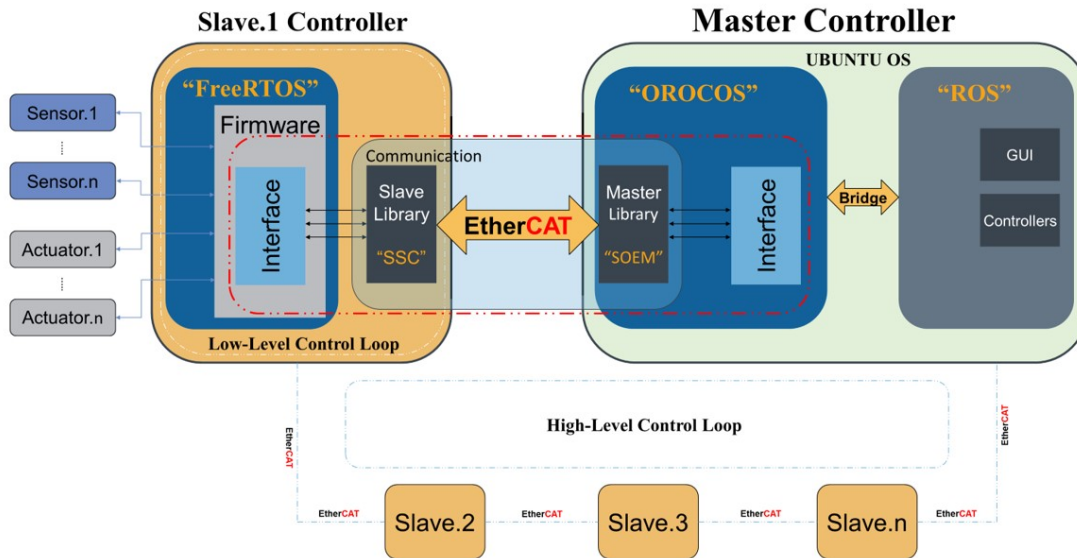 Slave.1 Controller
Master Controller
UBUNTU OS
“FreeRTOS”
“OROCOS”
“ROS”
Sensor.1
Sensor.n
Actuator.1
Actuator.n
Firmware
Communication
Interface
Slave
Library
“SSC”
EtherCAT
Master
Library
“SOEM”
Interface
Bridge
GUI
Controllers
Low-Level Control Loop
High-Level Control Loop
EtherCAT
EtherCAT
EtherCAT
Slave.2
EtherCAT
Slave.3
EtherCAT
Slave.n
EtherCAT